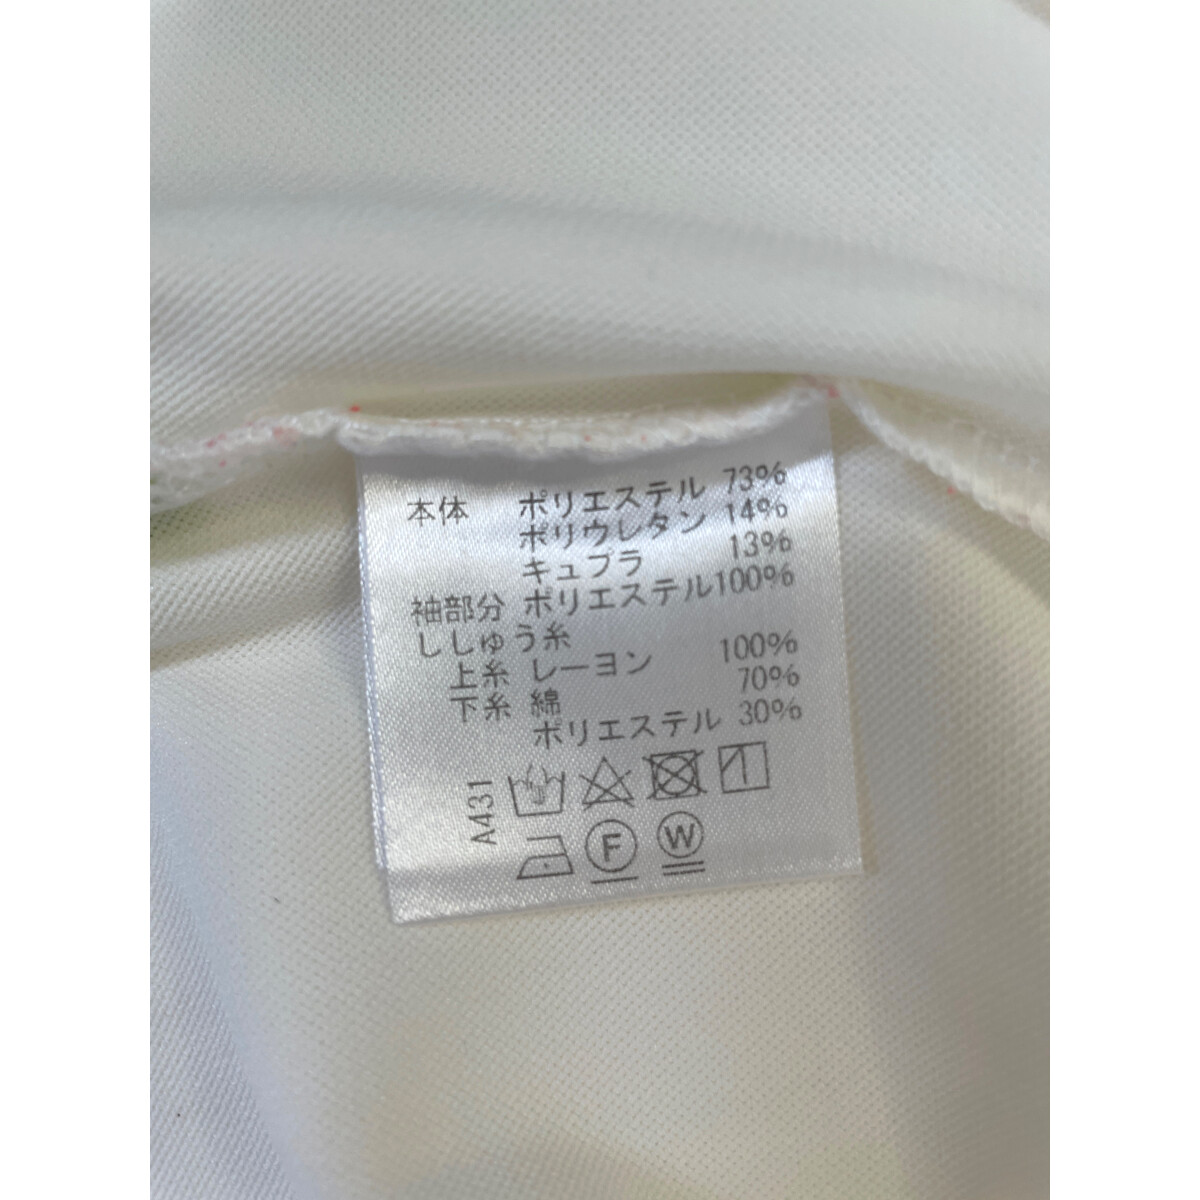 本体 ポリエステル 73%
ポリウレタン 14%
キュプラ 13%
袖部分 ポリエステル100%
ししゅう糸
上糸 レーヨン 100%
下糸 綿 70%
ポリエステル 30%
A431
F W